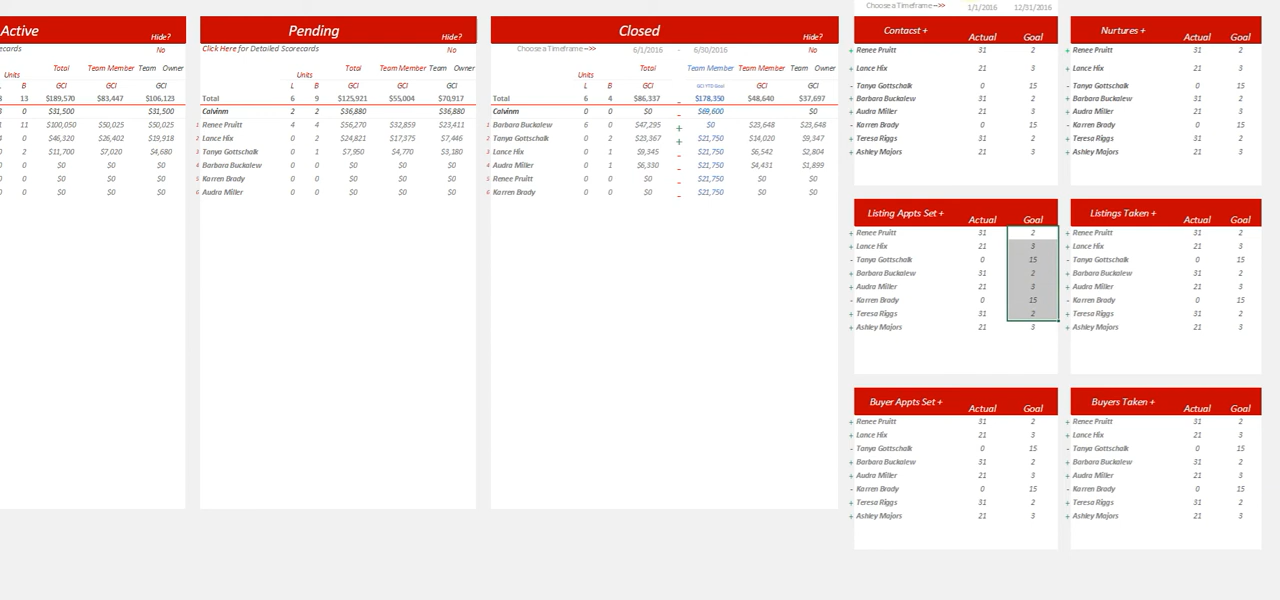 Choose a Timeframe -->> 1/1/2016 12/31/2016
Active Hide?
ecords No
Units Total Team Member Team Owner
L B GCI GCI GCI
3 13 $189,570 $83,447 $106,123
0 $31,500 $31,500
11 $100,050 $50,025 $50,025
0 $46,320 $26,402 $19,918
2 $11,700 $7,020 $4,680
0 $0 $0 $0
0 $0 $0 $0
0 $0 $0 $0
Pending Hide?
Click Here for Detailed Scorecards No
Units Total Team Member Team Owner
L B GCI GCI GCI
Total 6 9 $125,921 $55,004 $70,917
Calvinm 2 2 $36,880 $36,880
1 Renee Pruitt 4 4 $56,270 $32,859 $23,411
2 Lance Hix 0 2 $24,821 $17,375 $7,446
3 Tanya Gottschalk 0 1 $7,950 $4,770 $3,180
4 Barbara Buckalew 0 0 $0 $0 $0
5 Karren Brady 0 0 $0 $0 $0
6 Audra Miller 0 0 $0 $0 $0
Closed Hide?
Choose a Timeframe -->> 6/1/2016 - 6/30/2016 No
Units Total Team Member Team Member Team Owner
L B GCI GCI YTD Goal GCI GCI
Total 6 4 $86,337 - $178,350 $48,640 $37,697
Calvinm 0 0 $0 - $69,600 $0
1 Barbara Buckalew 6 0 $47,295 + $0 $23,648 $23,648
2 Tanya Gottschalk 0 2 $23,367 + $21,750 $14,020 $9,347
3 Lance Hix 0 1 $9,345 - $21,750 $6,542 $2,804
4 Audra Miller 0 1 $6,330 - $21,750 $4,431 $1,899
5 Renee Pruitt 0 0 $0 - $21,750 $0 $0
6 Karren Brady 0 0 $0 - $21,750 $0 $0
Contacst + Actual Goal
+ Renee Pruitt 31 2
+ Lance Hix 21 3
- Tanya Gottschalk 0 15
+ Barbara Buckalew 31 2
+ Audra Miller 21 3
- Karren Brady 0 15
+ Teresa Riggs 31 2
+ Ashley Majors 21 3
Nurtures + Actual Goal
+ Renee Pruitt 31 2
+ Lance Hix 21 3
- Tanya Gottschalk 0 15
+ Barbara Buckalew 31 2
+ Audra Miller 21 3
- Karren Brady 0 15
+ Teresa Riggs 31 2
+ Ashley Majors 21 3
Listing Appts Set + Actual Goal
+ Renee Pruitt 31 2
+ Lance Hix 21 3
- Tanya Gottschalk 0 15
+ Barbara Buckalew 31 2
+ Audra Miller 21 3
- Karren Brady 0 15
+ Teresa Riggs 31 2
+ Ashley Majors 21 3
Listings Taken + Actual Goal
+ Renee Pruitt 31 2
+ Lance Hix 21 3
- Tanya Gottschalk 0 15
+ Barbara Buckalew 31 2
+ Audra Miller 21 3
- Karren Brady 0 15
+ Teresa Riggs 31 2
+ Ashley Majors 21 3
Buyer Appts Set + Actual Goal
+ Renee Pruitt 31 2
+ Lance Hix 21 3
- Tanya Gottschalk 0 15
+ Barbara Buckalew 31 2
+ Audra Miller 21 3
- Karren Brady 0 15
+ Teresa Riggs 31 2
+ Ashley Majors 21 3
Buyers Taken + Actual Goal
+ Renee Pruitt 31 2
+ Lance Hix 21 3
- Tanya Gottschalk 0 15
+ Barbara Buckalew 31 2
+ Audra Miller 21 3
- Karren Brady 0 15
+ Teresa Riggs 31 2
+ Ashley Majors 21 3